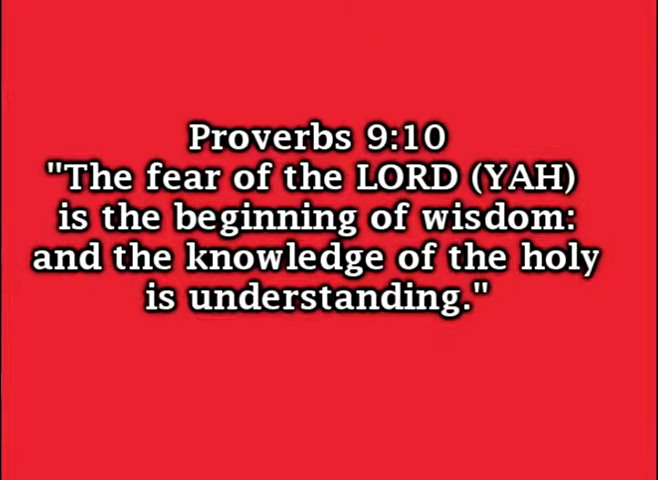 Proverbs 9:10
"The fear of the LORD (YAH)
is the beginning of wisdom:
and the knowledge of the holy
is understanding."